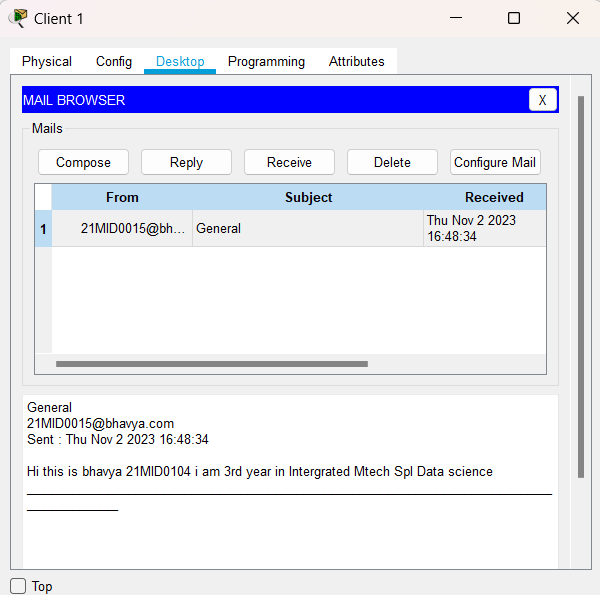 Client 1
Physical Config Desktop Programming Attributes
MAIL BROWSER X
Mails
Compose Reply Receive Delete Configure Mail
From Subject Received
1 21MID0015@bh... General Thu Nov 2 2023
16:48:34
General
21MID0015@bhavya.com
Sent : Thu Nov 2 2023 16:48:34
Hi this is bhavya 21MID0104 i am 3rd year in Intergrated Mtech Spl Data science
Top